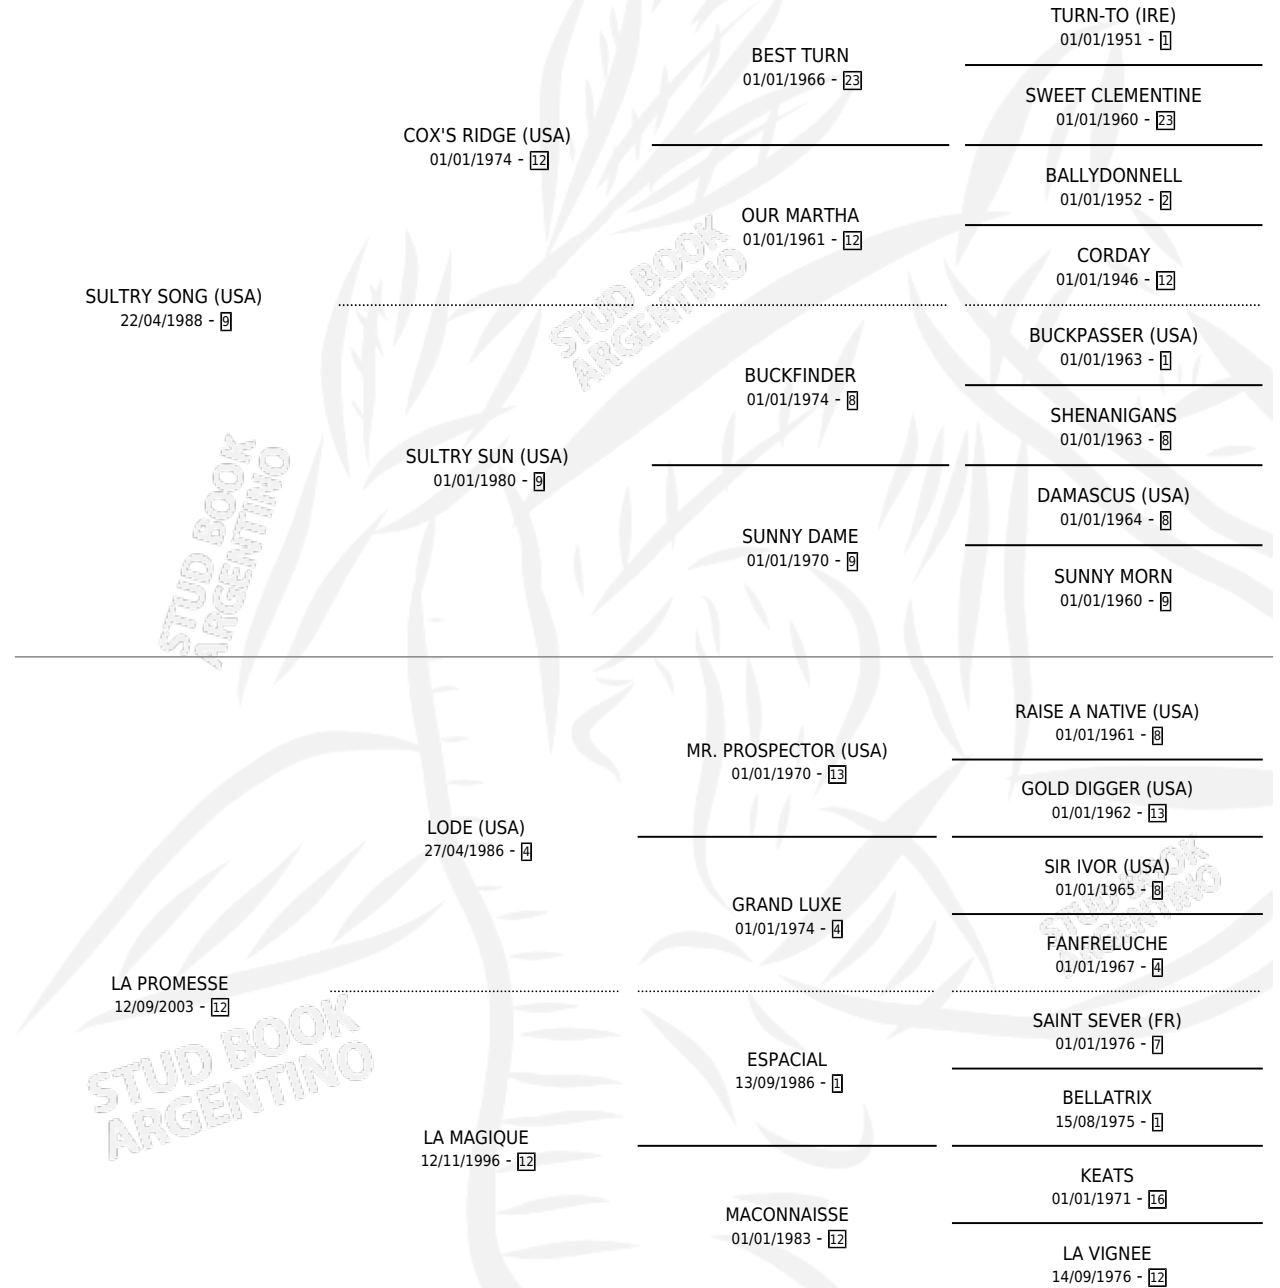 TURN-TO (IRE)
01/01/1951 - 1
BEST TURN
01/01/1966 - 23
SWEET CLEMENTINE
01/01/1960 - 23
COX'S RIDGE (USA)
01/01/1974 - 12
BALLYDONNELL
01/01/1952 - 2
OUR MARTHA
01/01/1961 - 12
CORDAY
01/01/1946 - 12
SULTRY SONG (USA)
22/04/1988 - 9
STUD BOOK
ARGENTINO
BUCKPASSER (USA)
01/01/1963 - 1
BUCKFINDER
01/01/1974 - 8
SHENANIGANS
01/01/1963 - 8
SULTRY SUN (USA)
01/01/1980 - 9
DAMASCUS (USA)
01/01/1964 - 8
SUNNY DAME
01/01/1970 - 9
SUNNY MORN
01/01/1960 - 9
STUD BOOK
ARGENTINO
RAISE A NATIVE (USA)
01/01/1961 - 8
MR. PROSPECTOR (USA)
01/01/1970 - 13
GOLD DIGGER (USA)
01/01/1962 - 13
LODE (USA)
27/04/1986 - 4
SIR IVOR (USA)
01/01/1965 - 8
GRAND LUXE
01/01/1974 - 4
FANFRELUCHE
01/01/1967 - 4
STUD BOOK
ARGENTINO
LA PROMESSE
12/09/2003 - 12
SAINT SEVER (FR)
01/01/1976 - 7
ESPACIAL
13/09/1986 - 1
BELLATRIX
15/08/1975 - 1
STUD BOOK
ARGENTINO
LA MAGIQUE
12/11/1996 - 12
KEATS
01/01/1971 - 16
MACONNAISSE
01/01/1983 - 12
LA VIGNEE
14/09/1976 - 12